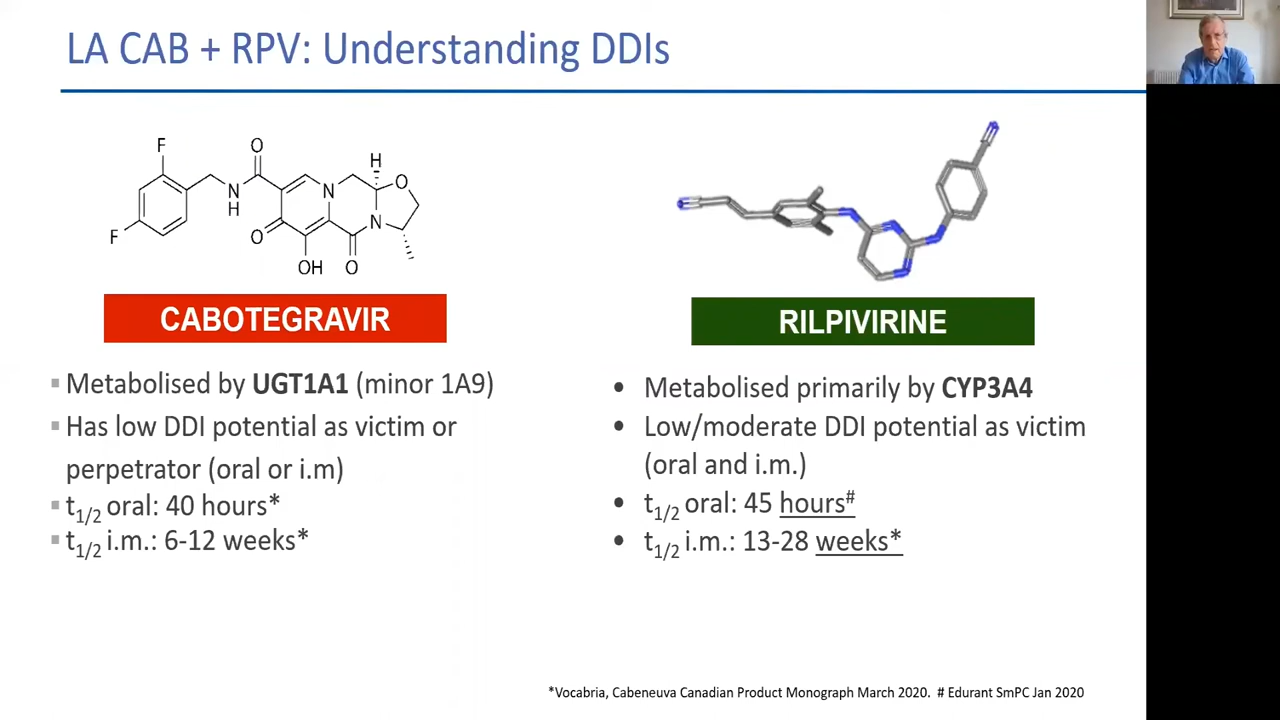 LA CAB + RPV: Understanding DDIs
F
F
O
N
H
O
OH
N
O
N
H
O
CABOTEGRAVIR
RILPIVIRINE
▪ Metabolised by UGT1A1 (minor 1A9)
▪ Has low DDI potential as victim or
perpetrator (oral or i.m)
▪ t1/2 oral: 40 hours*
▪ t1/2 i.m.: 6-12 weeks*
• Metabolised primarily by CYP3A4
• Low/moderate DDI potential as victim
(oral and i.m.)
• t1/2 oral: 45 hours#
• t1/2 i.m.: 13-28 weeks*
*Vocabria, Cabeneuva Canadian Product Monograph March 2020. # Edurant SmPC Jan 2020